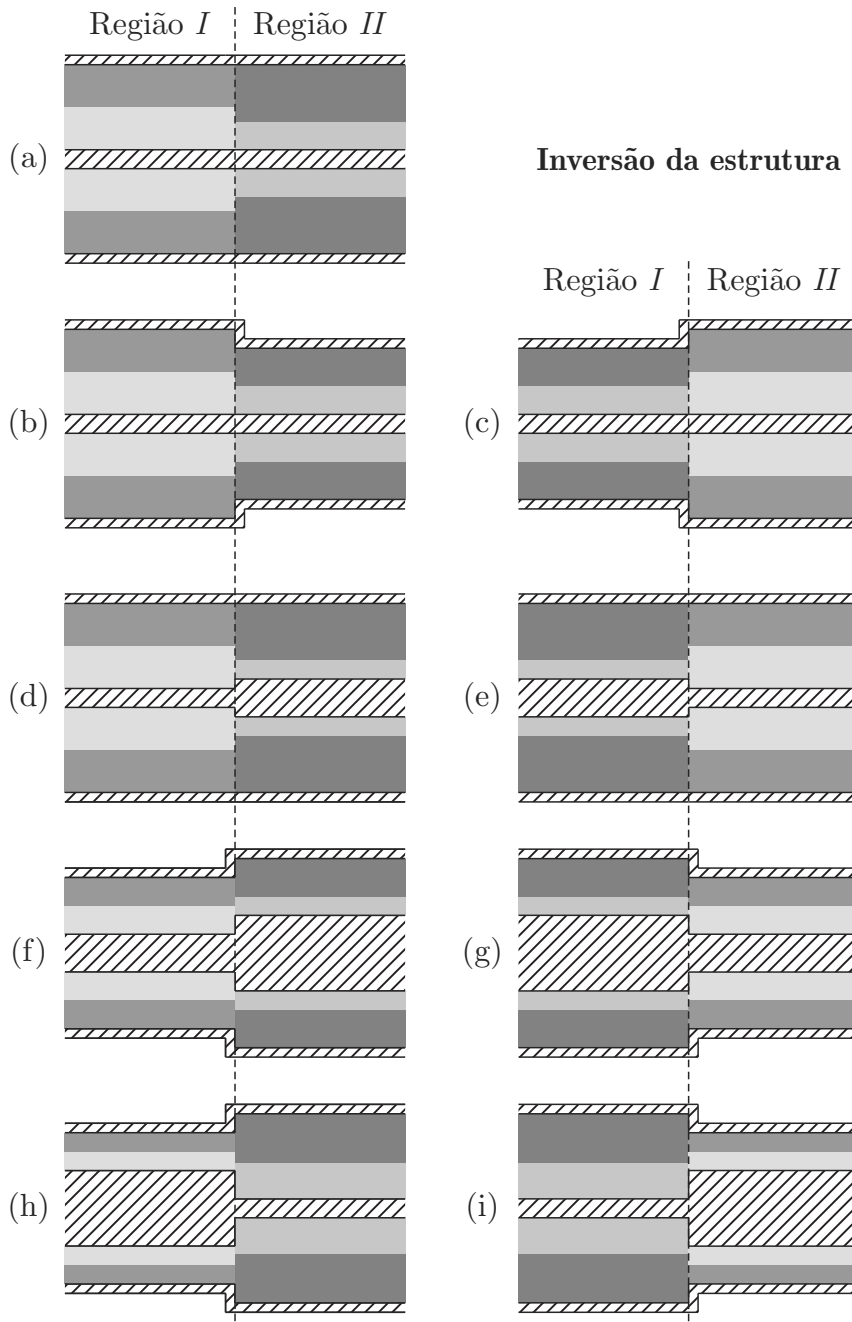 Região I Região II
(a)
Inversão da estrutura
Região I Região II
(b) (c)
(d) (e)
(f) (g)
(h) (i)